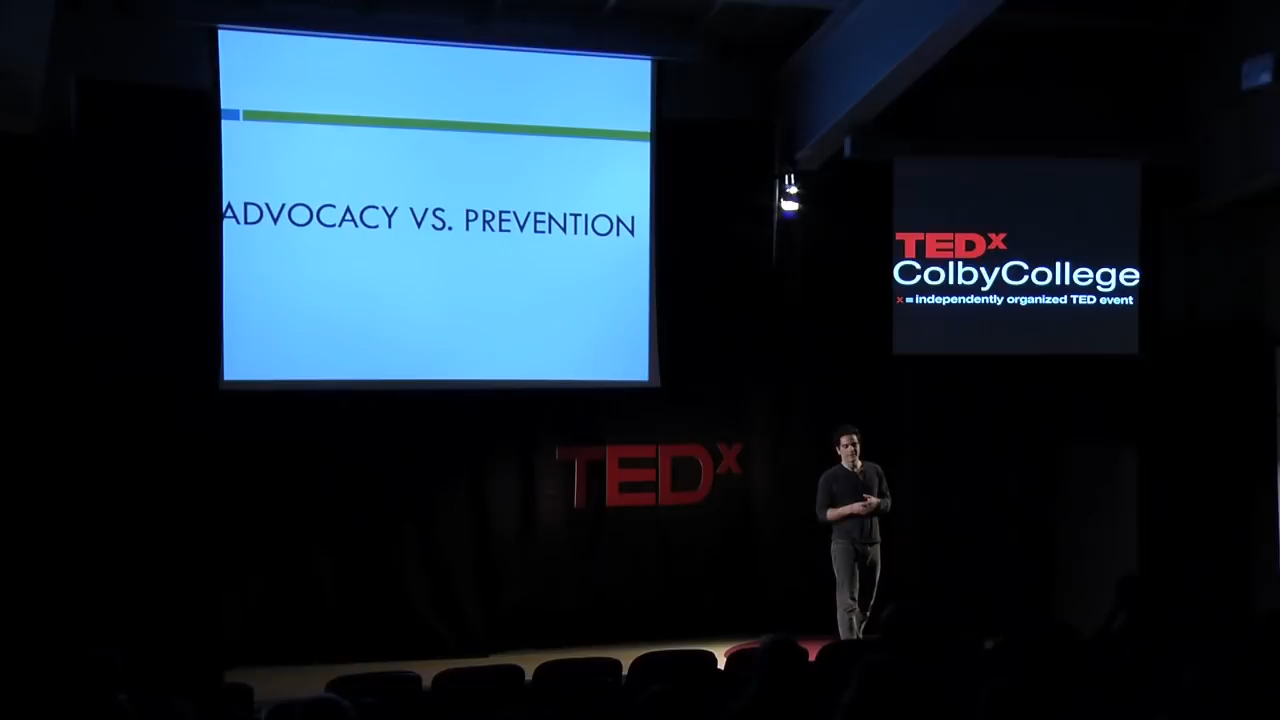 ADVOCACY VS. PREVENTION
TEDx
ColbyCollege
x = independently organized TED event
TEDx